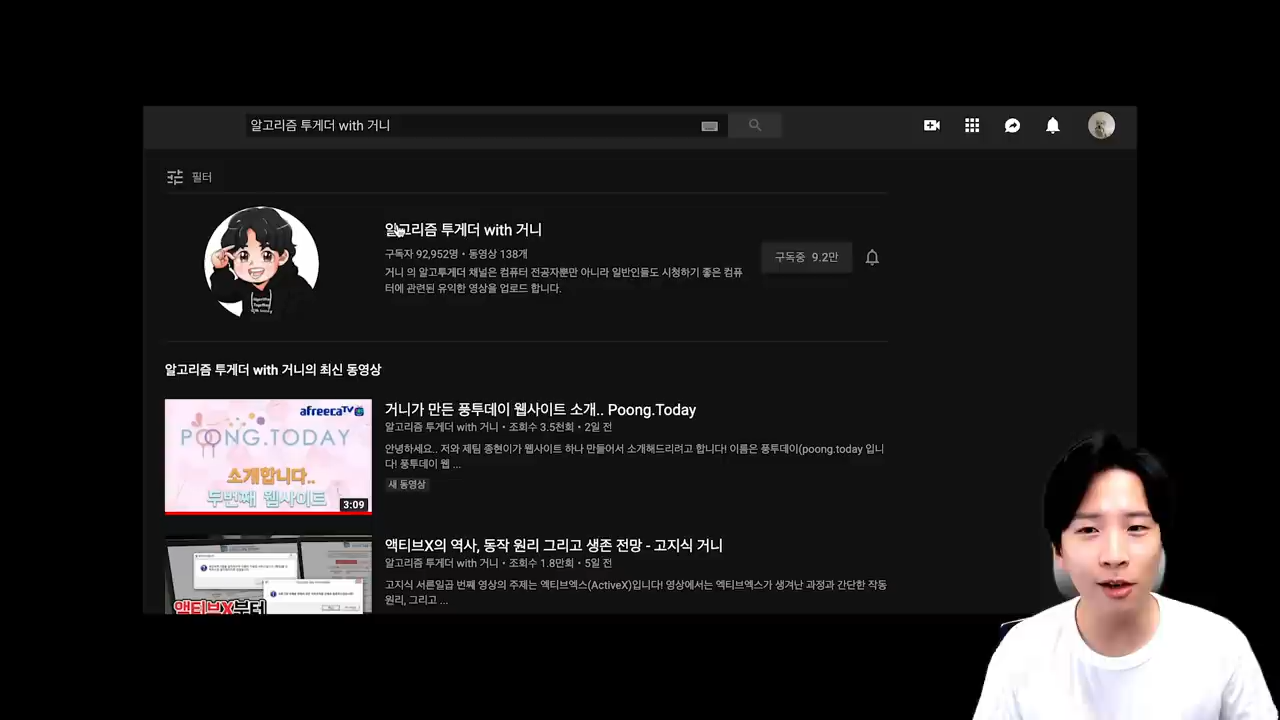 알고리즘 투게더 with 거니
필터
알고리즘 투게더 with 거니
구독자 92,952명 • 동영상 138개
거니 의 알고투게더 채널은 컴퓨터 전공자뿐만 아니라 일반인들도 시청하기 좋은 컴퓨
터에 관련된 유익한 영상을 업로드 합니다.
구독중 9.2만
알고리즘 투게더 with 거니의 최신 동영상
afreecaTV
POONG.TODAY
소개합니다..
두번째 웹사이트
3:09
거니가 만든 풍투데이 웹사이트 소개.. Poong.Today
알고리즘 투게더 with 거니 • 조회수 3.5천회 • 2일 전
안녕하세요.. 저와 제팀 종현이가 웹사이트 하나 만들어서 소개해드리려고 합니다! 이름은 풍투데이(poong.today 입니
다! 풍투데이 웹 ...
새 동영상
액티브X의 역사, 동작 원리 그리고 생존 전망 - 고지식 거니
알고리즘 투게더 with 거니 • 조회수 1.8만회 • 5일 전
고지식 서른일곱 번째 영상의 주제는 엑티브엑스(ActiveX)입니다! 영상에서는 엑티브엑스가 생겨난 과정과 간단한 작동
원리, 그리고 ...
액티브X부터